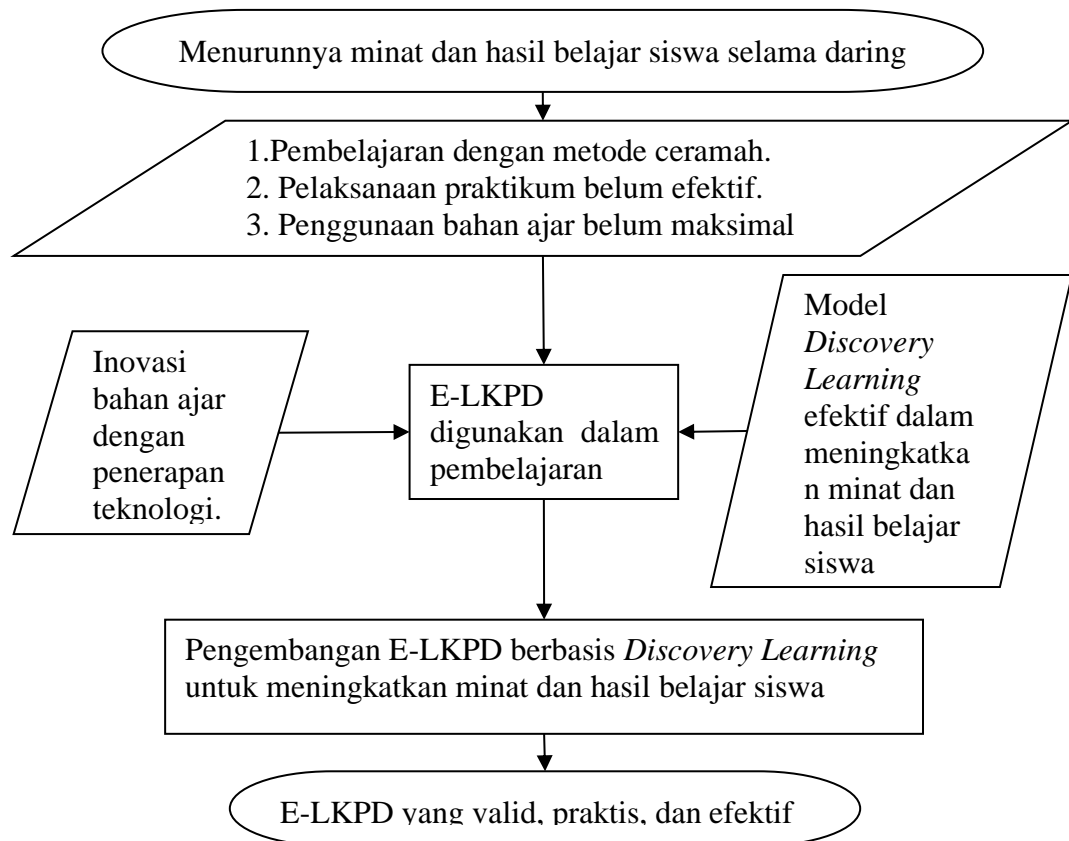 Menurunnya minat dan hasil belajar siswa selama daring
1.Pembelajaran dengan metode ceramah.
2. Pelaksanaan praktikum belum efektif.
3. Penggunaan bahan ajar belum maksimal
Inovasi
bahan ajar
dengan
penerapan
teknologi.
E-LKPD
digunakan dalam
pembelajaran
Model
Discovery
Learning
efektif dalam
meningkatka
n minat dan
hasil belajar
siswa
Pengembangan E-LKPD berbasis Discovery Learning
untuk meningkatkan minat dan hasil belajar siswa
E-LKPD yang valid, praktis, dan efektif